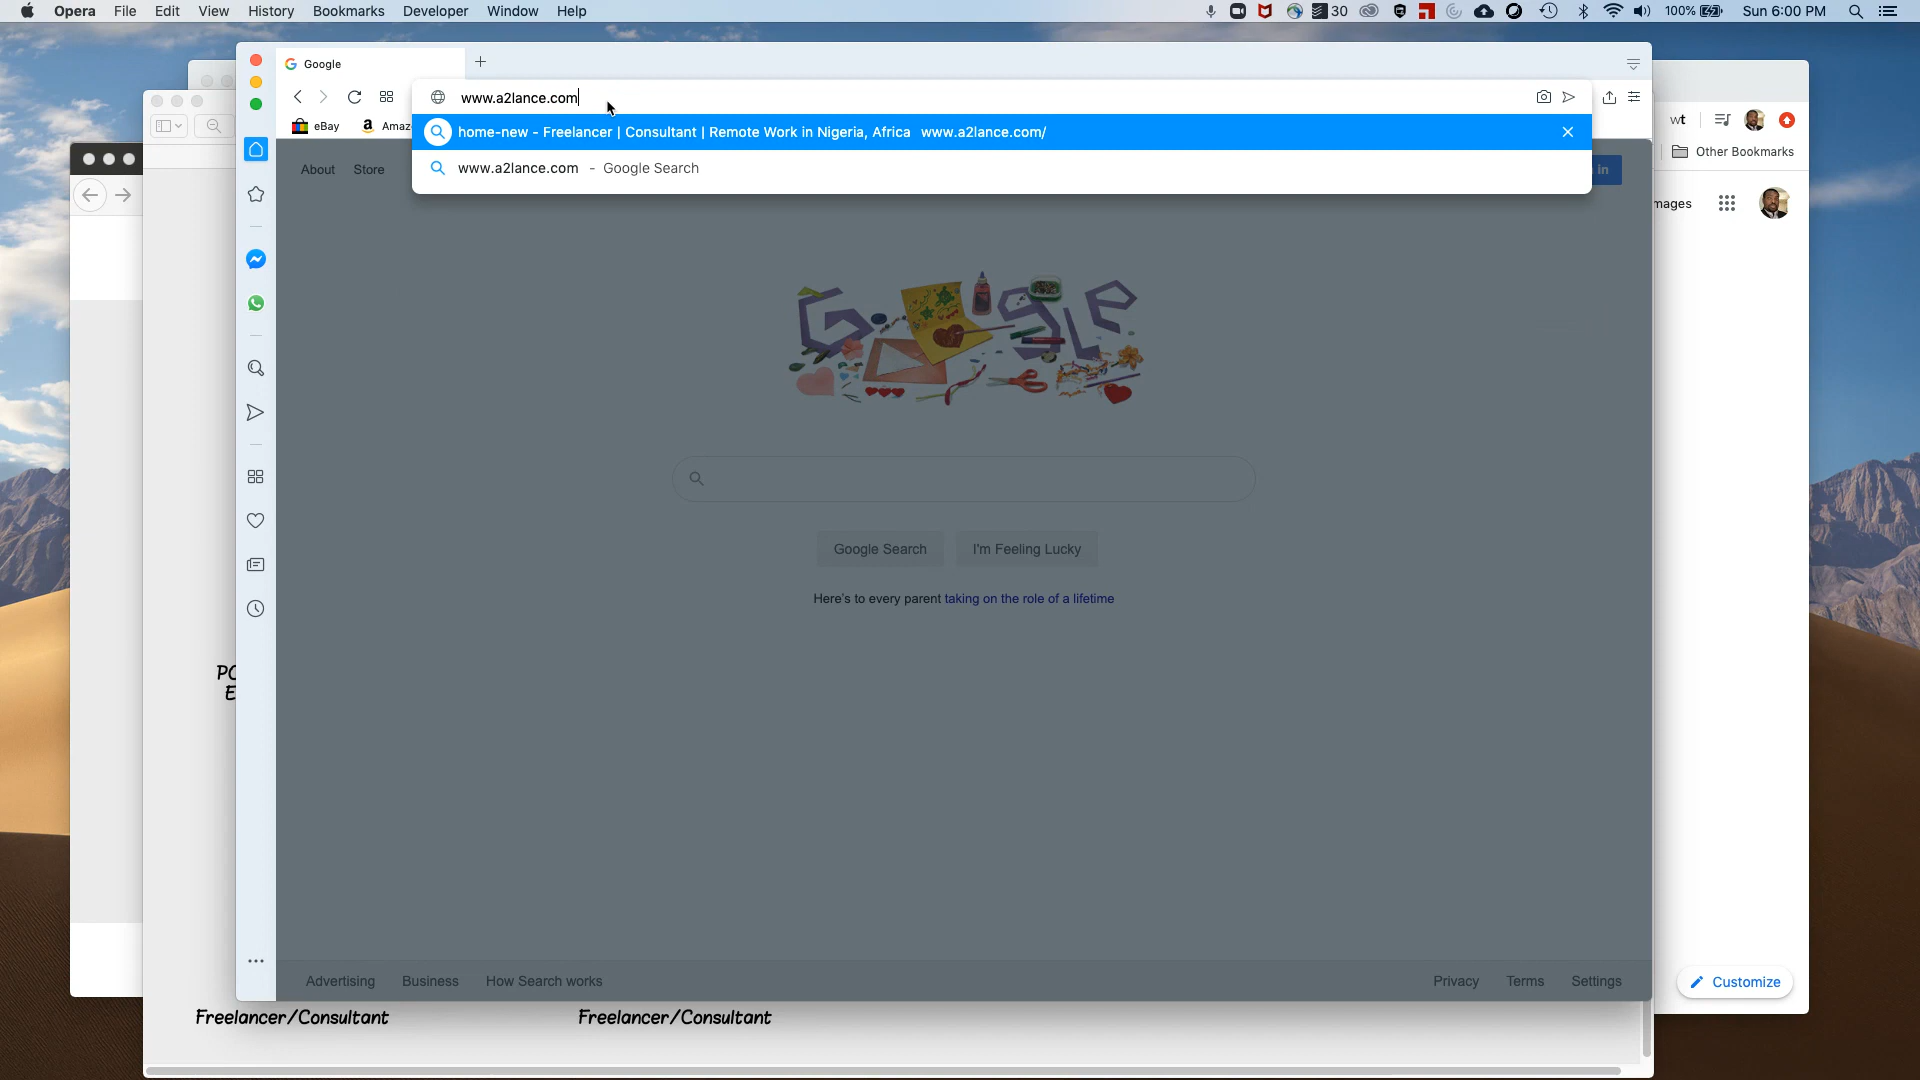 Opera File Edit View History Bookmarks Developer Window Help 30 100% Sun 6:00 PM
Google
www.a2lance.com
eBay a Amaz
home-new - Freelancer | Consultant | Remote Work in Nigeria, Africa www.a2lance.com/
www.a2lance.com - Google Search
wt
Other Bookmarks
About Store in
mages
Google
Google Search I'm Feeling Lucky
Here's to every parent taking on the role of a lifetime
PO
E
Advertising Business How Search works Privacy Terms Settings
Customize
Freelancer/Consultant Freelancer/Consultant